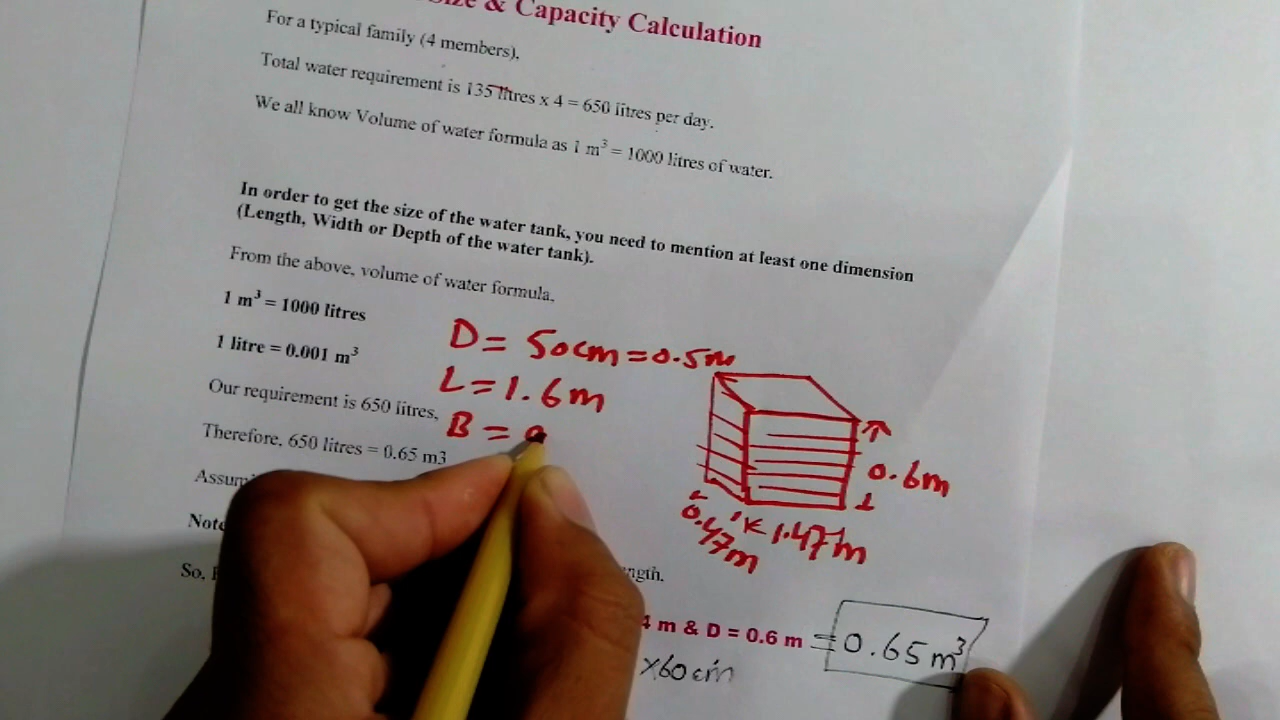 Size & Capacity Calculation
For a typical family (4 members),
Total water requirement is 135 litres x 4 = 650 litres per day.
We all know Volume of water formula as 1 m³ = 1000 litres of water.
In order to get the size of the water tank, you need to mention at least one dimension
(Length, Width or Depth of the water tank).
From the above, volume of water formula,
1 m³ = 1000 litres
1 litre = 0.001 m³
Our requirement is 650 litres,
Therefore, 650 litres = 0.65 m3
D = 50cm = 0.5m
L = 1.6m
B =
0.6m
1.47m
0.47m
Note
So,
m & D = 0.6 m = 0.65m³
x60cm